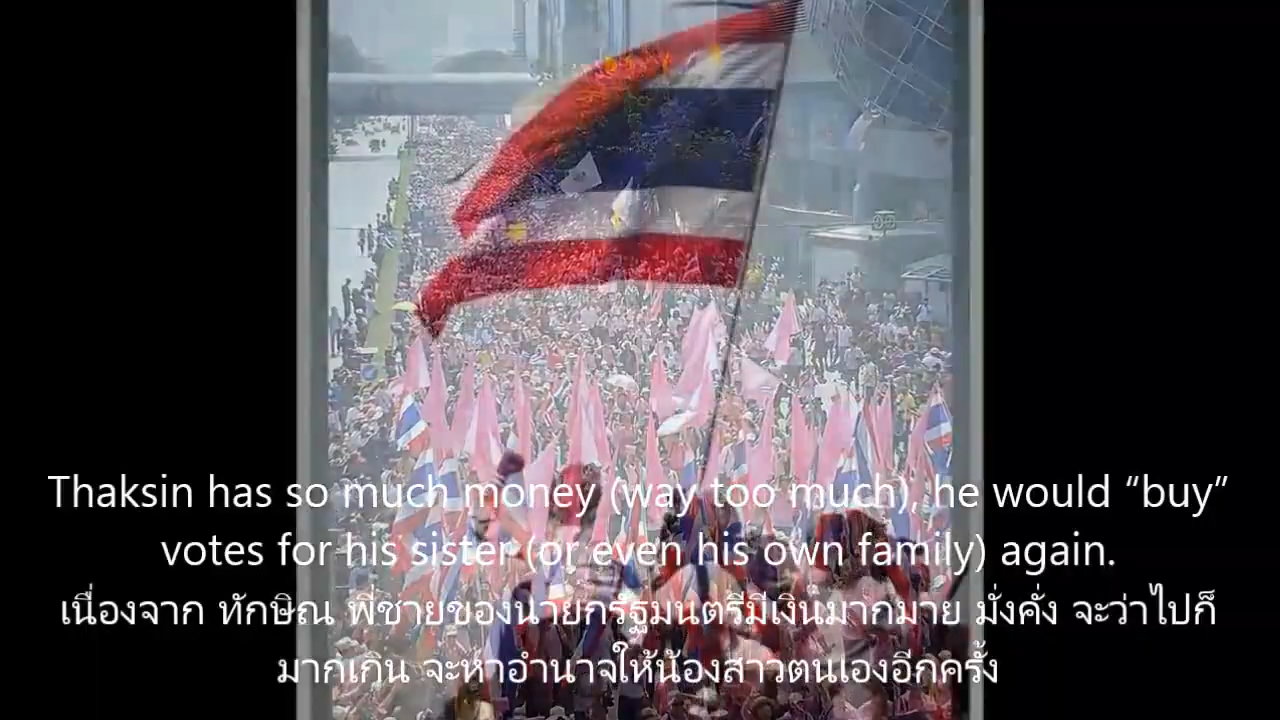 Thaksin has so much money (way too much), he would “buy”
votes for his sister (or even his own family) again.
เนื่องจาก ทักษิณ พี่ชายของนายกรัฐมนตรีมีเงินมากมาย มั่งคั่ง จะว่าไปก็
มากเกิน จะหาอำนาจให้น้องสาวตนเองอีกครั้ง